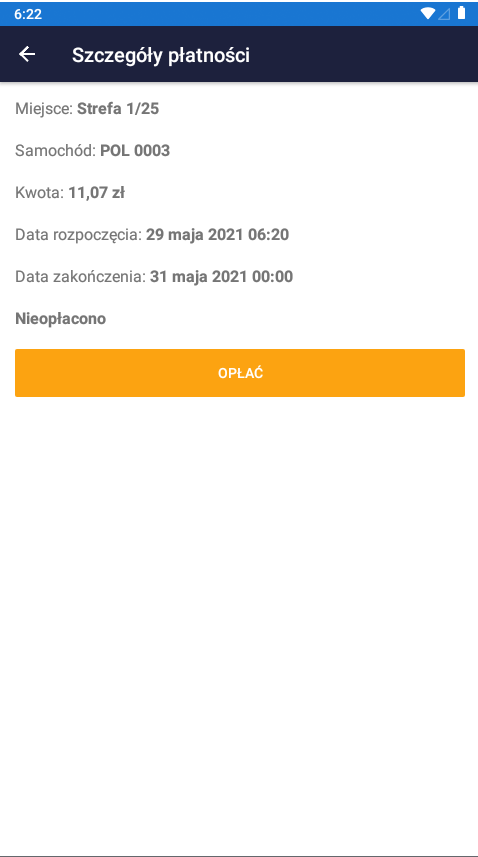 6:22
Szczegóły płatności
Miejsce: Strefa 1/25
Samochód: POL 0003
Kwota: 11,07 zł
Data rozpoczęcia: 29 maja 2021 06:20
Data zakończenia: 31 maja 2021 00:00
Nieopłacono
OPŁAĆ